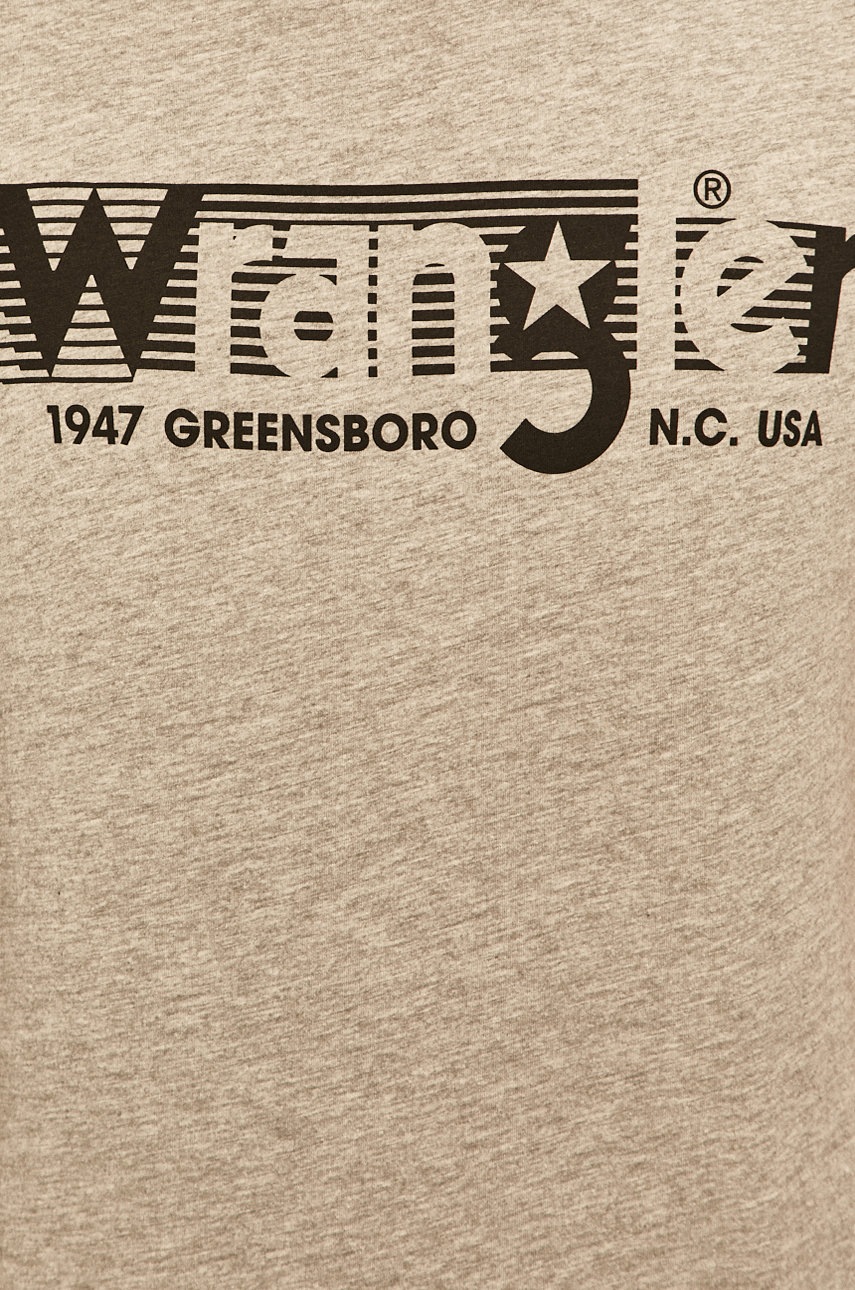 Wrangler®
1947 GREENSBORO N.C. USA